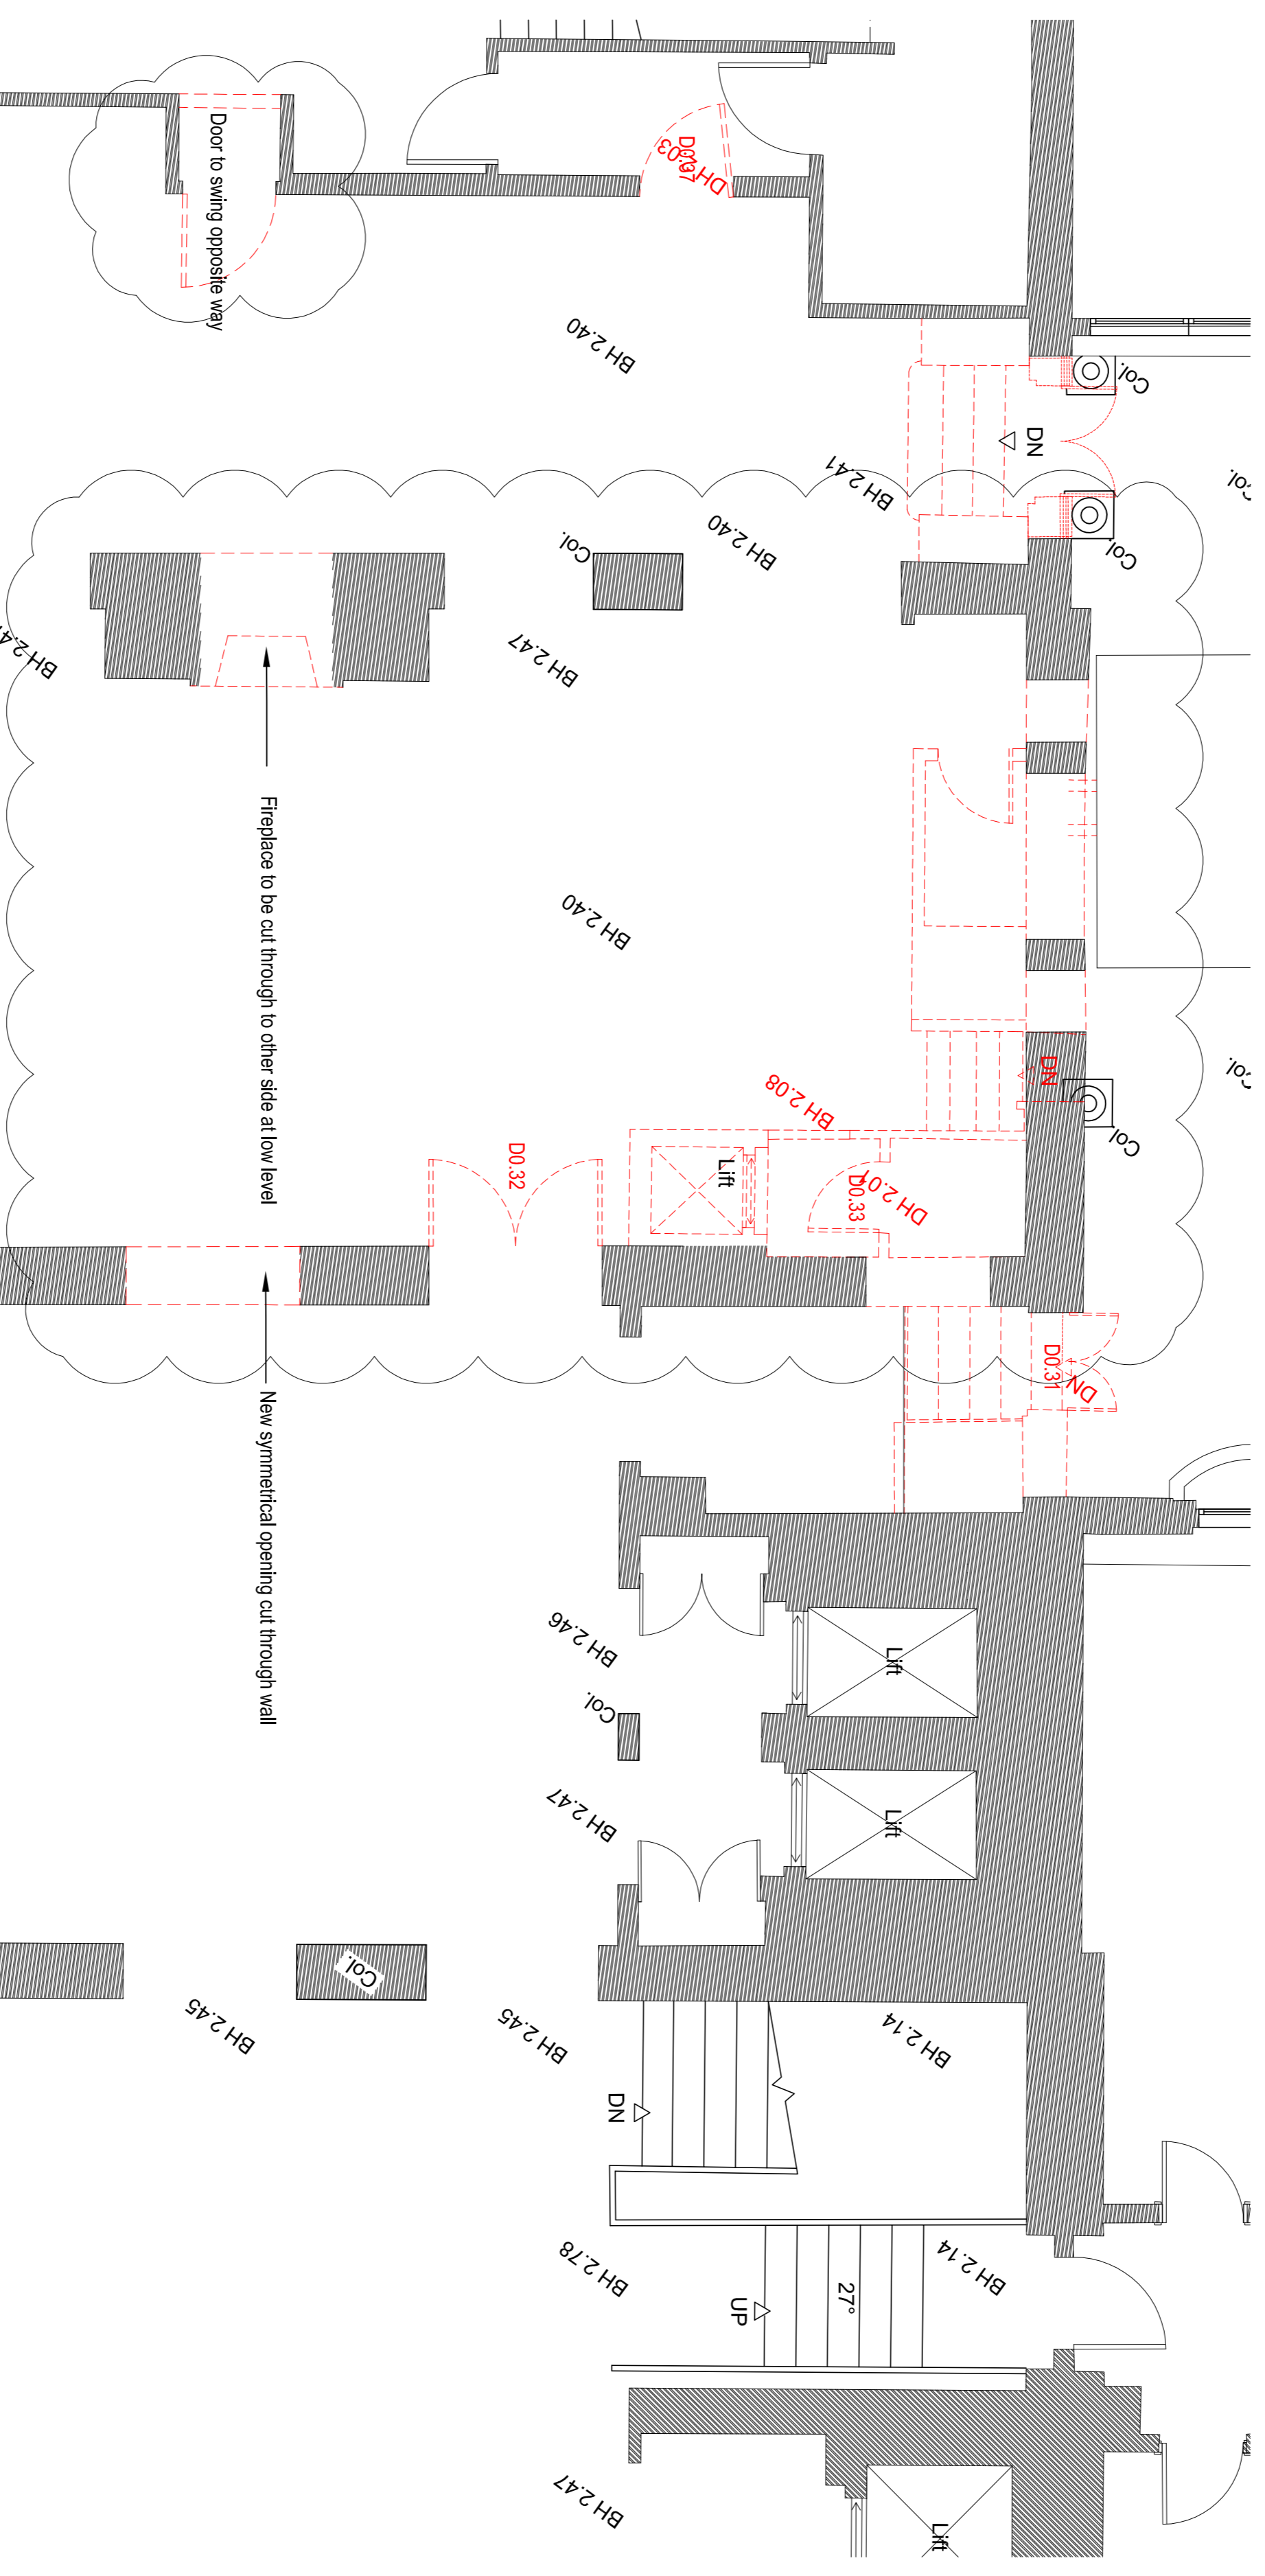 Door to swing opposite way
D0.37
DH 2.03
BH 2.40
Col.
DN
BH 2.41
Col.
BH 2.40
Col.
Col.
BH 2.47
Fireplace to be cut through to other side at low level
BH 2.40
DN
Col.
Col.
BH 2.08
D0.32
Lift
D0.33
DH 2.01
D0.31
DN
New symmetrical opening cut through wall
BH 2.46
Lift
Col.
BH 2.47
Lift
Col.
BH 2.45
BH 2.45
BH 2.14
DN
BH 2.78
BH 2.14
27°
UP
BH 2.47
Lift